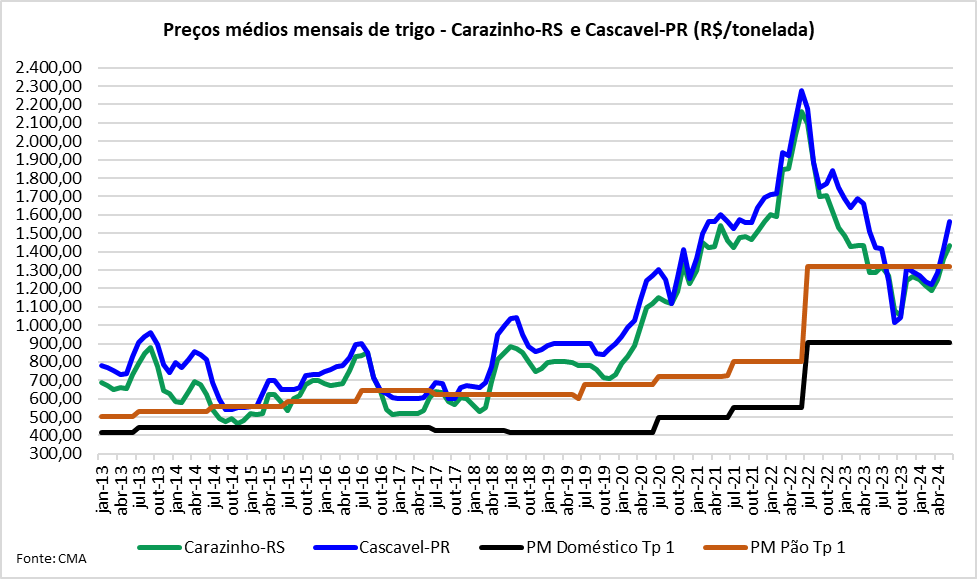 Preços médios mensais de trigo - Carazinho-RS e Cascavel-PR (R$/tonelada)
2.400,00
2.300,00
2.200,00
2.100,00
2.000,00
1.900,00
1.800,00
1.700,00
1.600,00
1.500,00
1.400,00
1.300,00
1.200,00
1.100,00
1.000,00
900,00
800,00
700,00
600,00
500,00
400,00
300,00
jan-13
abr-13
jul-13
out-13
jan-14
abr-14
jul-14
out-14
jan-15
abr-15
jul-15
out-15
jan-16
abr-16
jul-16
out-16
jan-17
abr-17
jul-17
out-17
jan-18
abr-18
jul-18
out-18
jan-19
abr-19
jul-19
out-19
jan-20
abr-20
jul-20
out-20
jan-21
abr-21
jul-21
out-21
jan-22
abr-22
jul-22
out-22
jan-23
abr-23
jul-23
out-23
jan-24
abr-24
Carazinho-RS
Cascavel-PR
PM Doméstico Tp 1
PM Pão Tp 1
Fonte: CMA